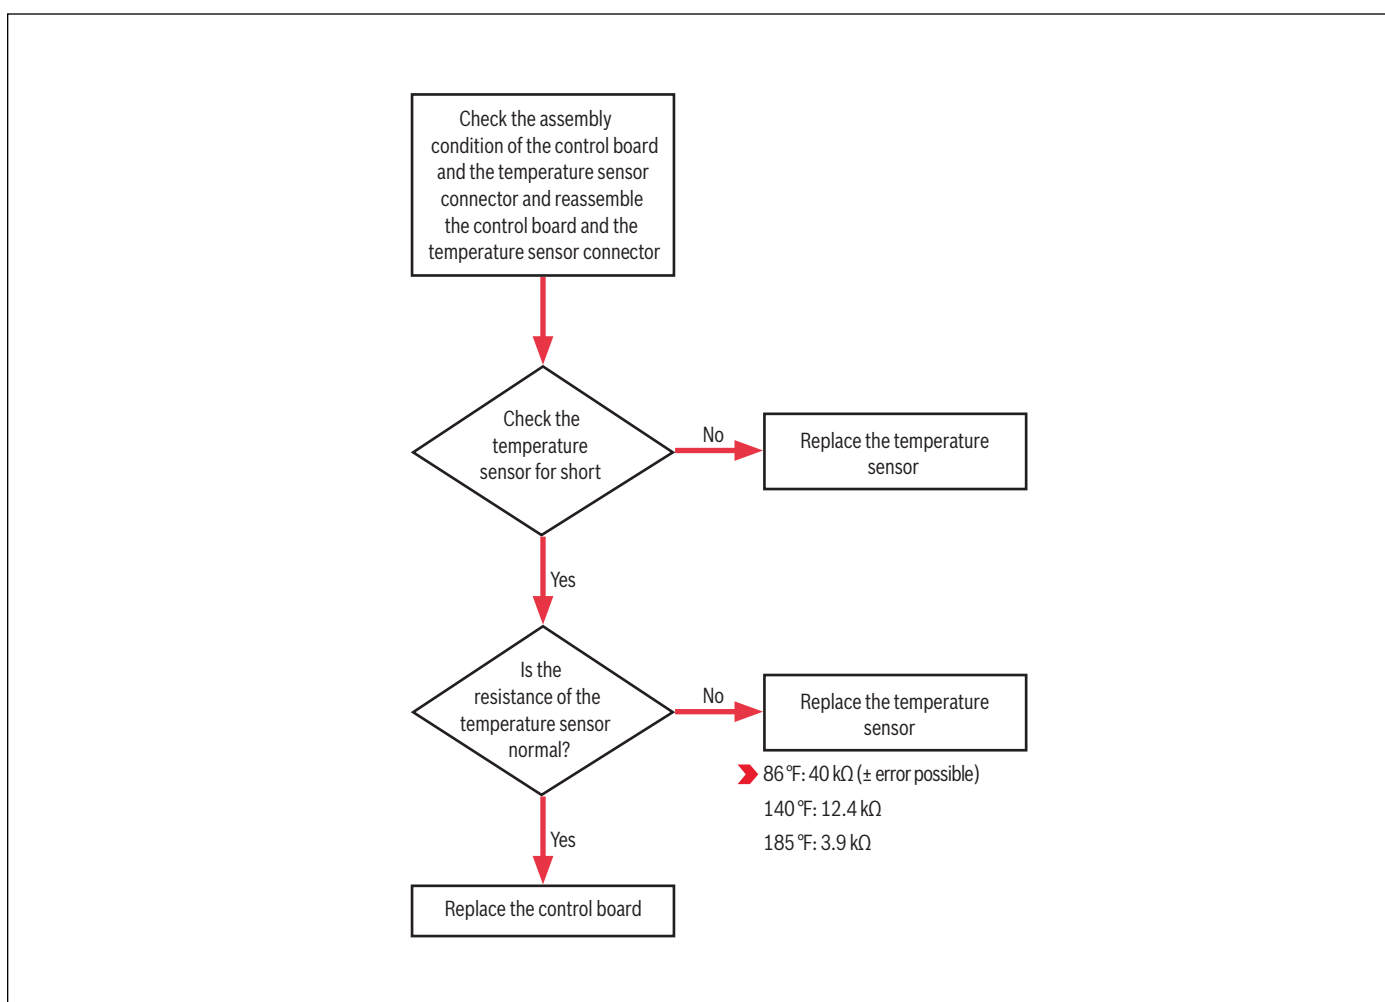 Check the assembly
condition of the control board
and the temperature sensor
connector and reassemble
the control board and the
temperature sensor connector
Check the
temperature
sensor for short
No
Replace the temperature
sensor
Yes
Is the
resistance of the
temperature sensor
normal?
No
Replace the temperature
sensor
86 °F: 40 kΩ (± error possible)
140 °F: 12.4 kΩ
185 °F: 3.9 kΩ
Yes
Replace the control board